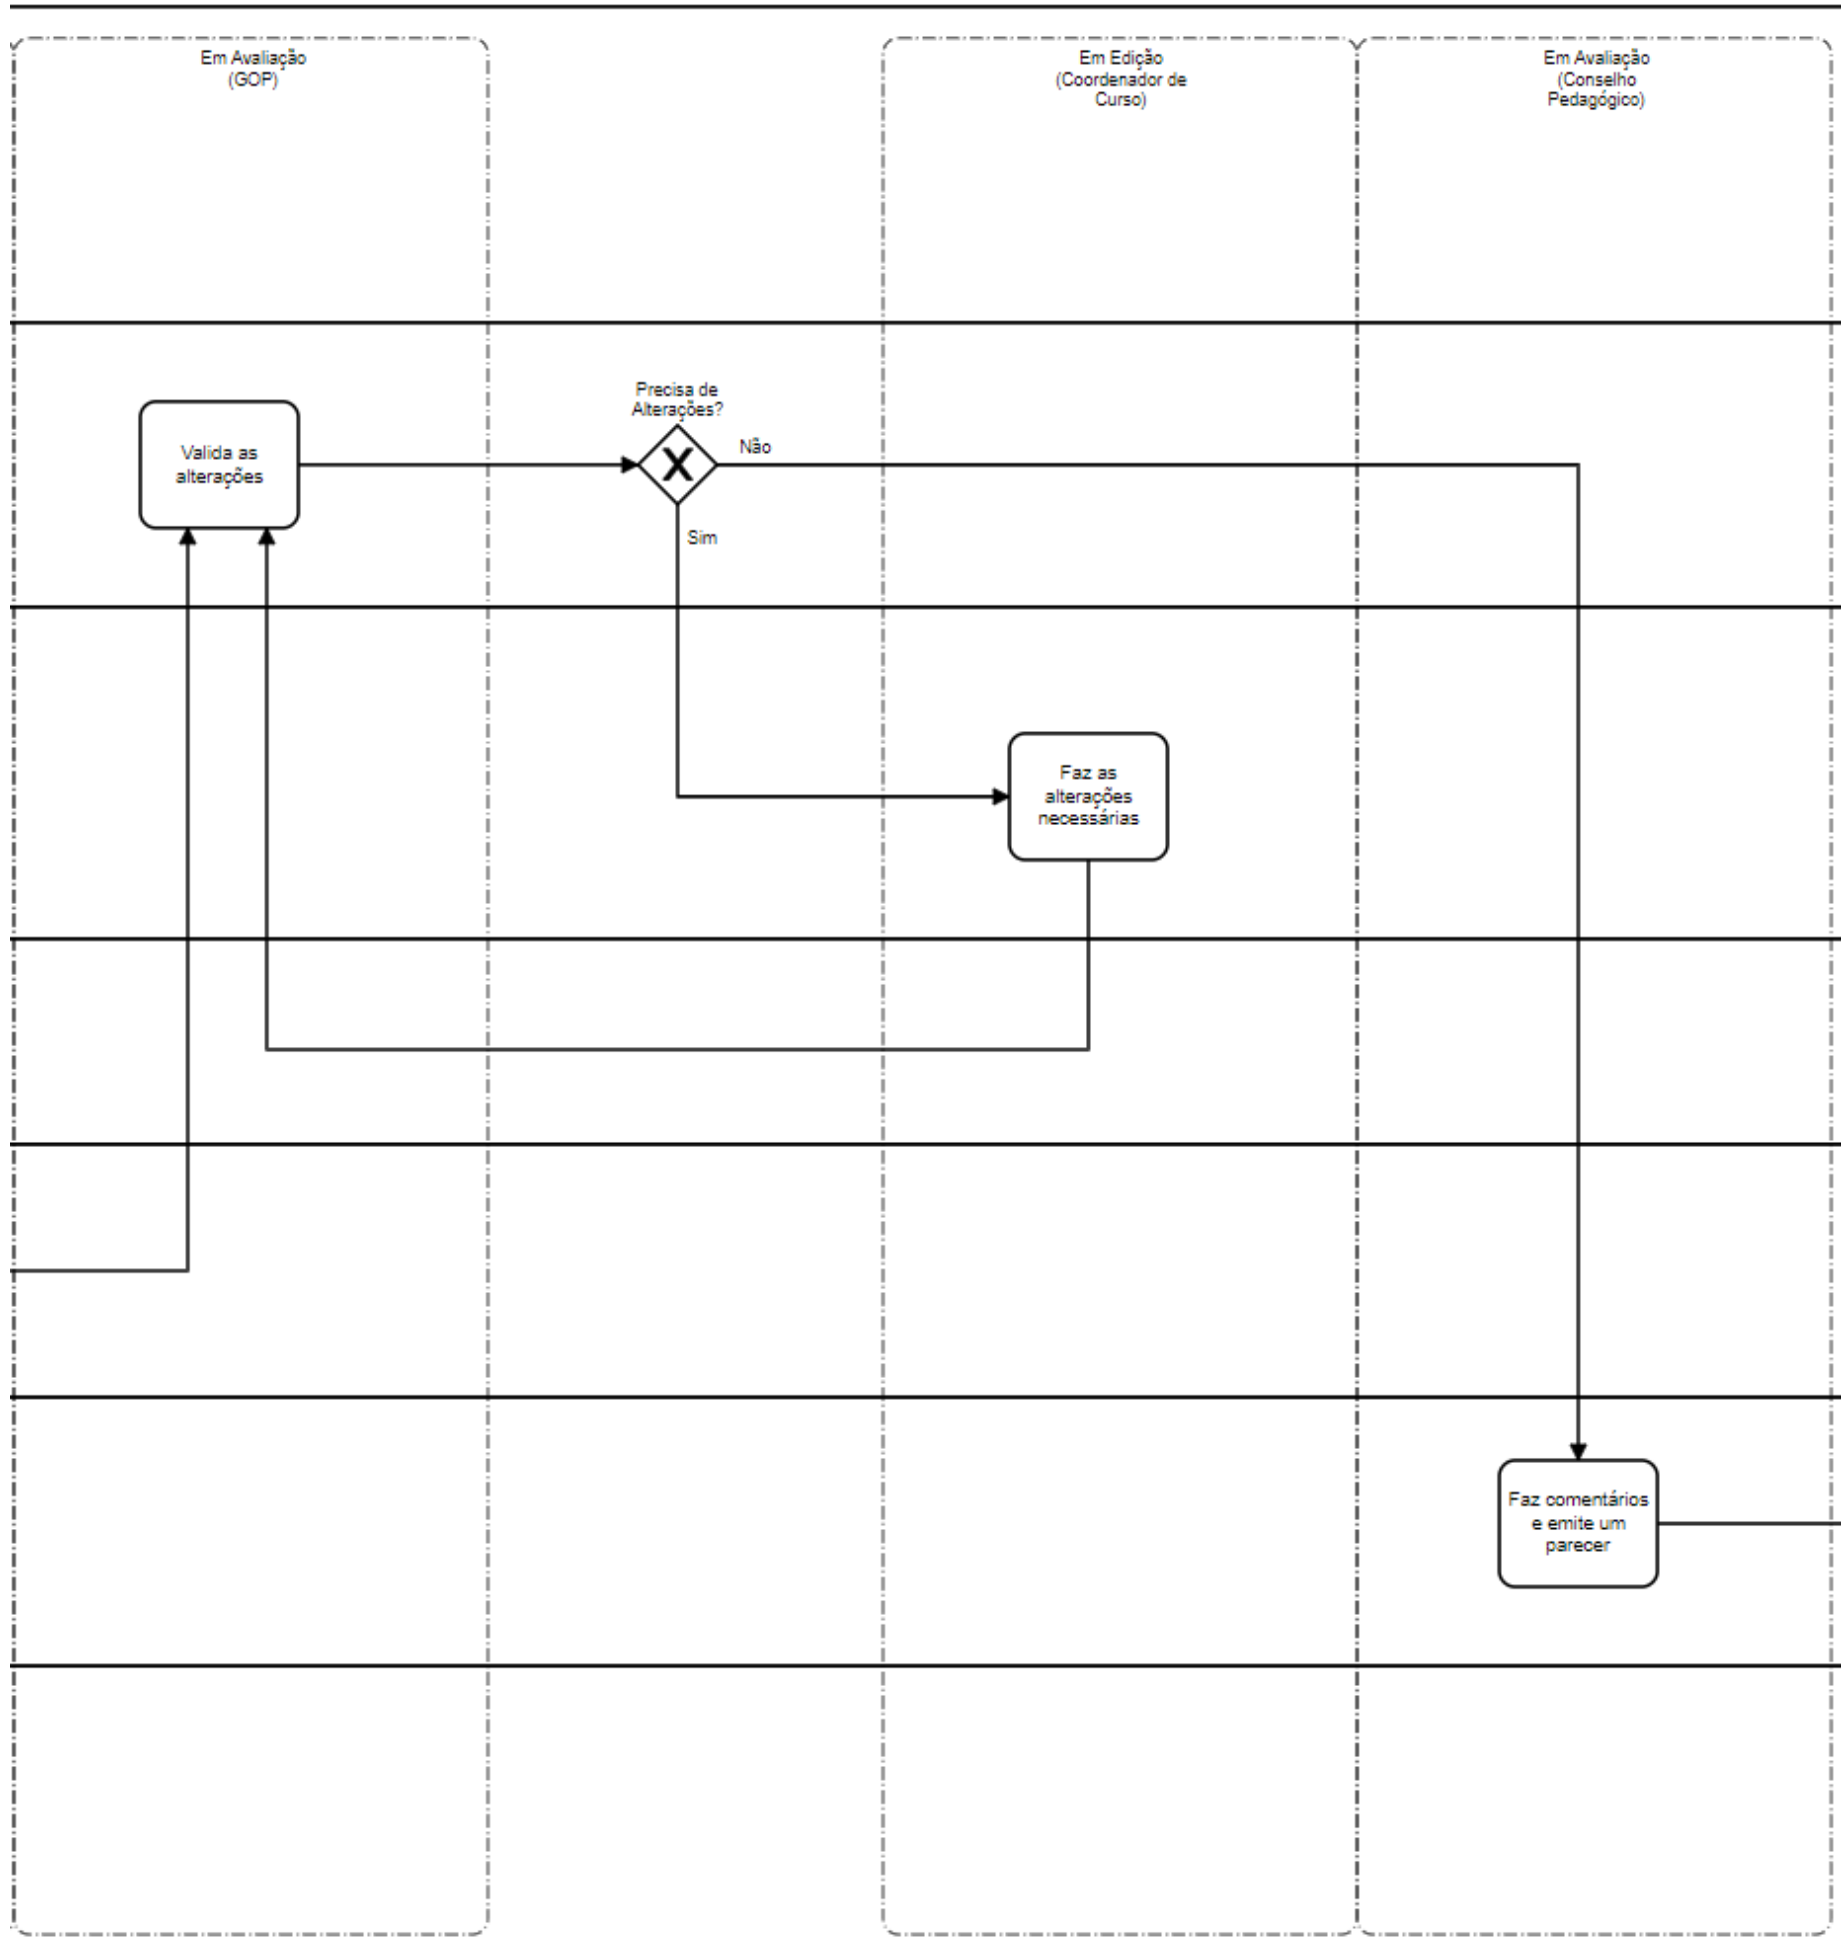 Em Avaliação
(GOP)
Em Edição
(Coordenador de
Curso)
Em Avaliação
(Conselho
Pedagógico)
Precisa de
Alterações?
Valida as
alterações
Não
Sim
Faz as
alterações
necessárias
Faz comentários
e emite um
parecer